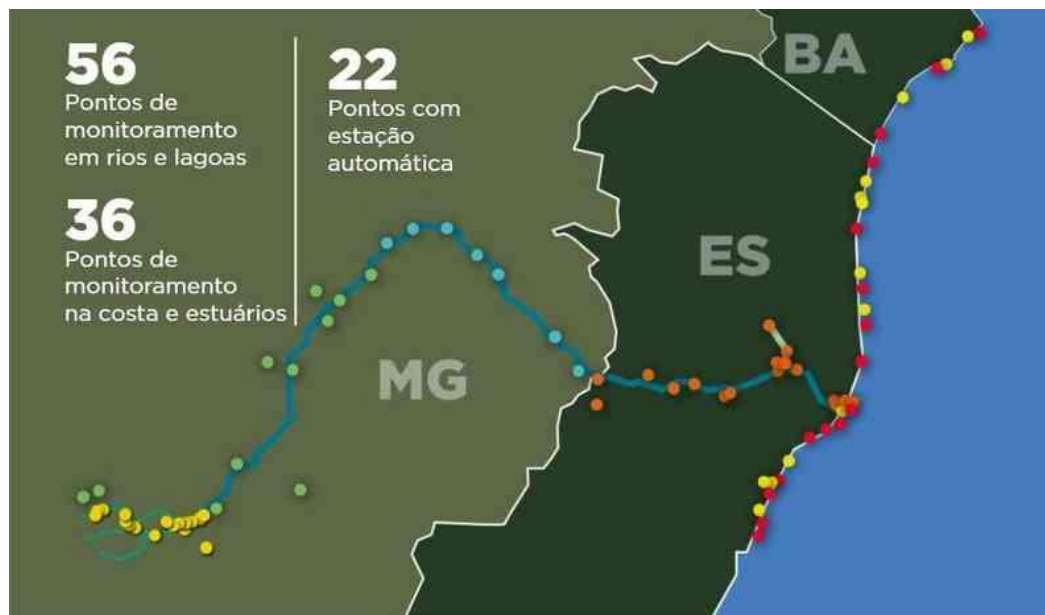 56
Pontos de
monitoramento
em rios e lagoas
36
Pontos de
monitoramento
na costa e estuários
22
Pontos com
estação
automática
BA
ES
MG